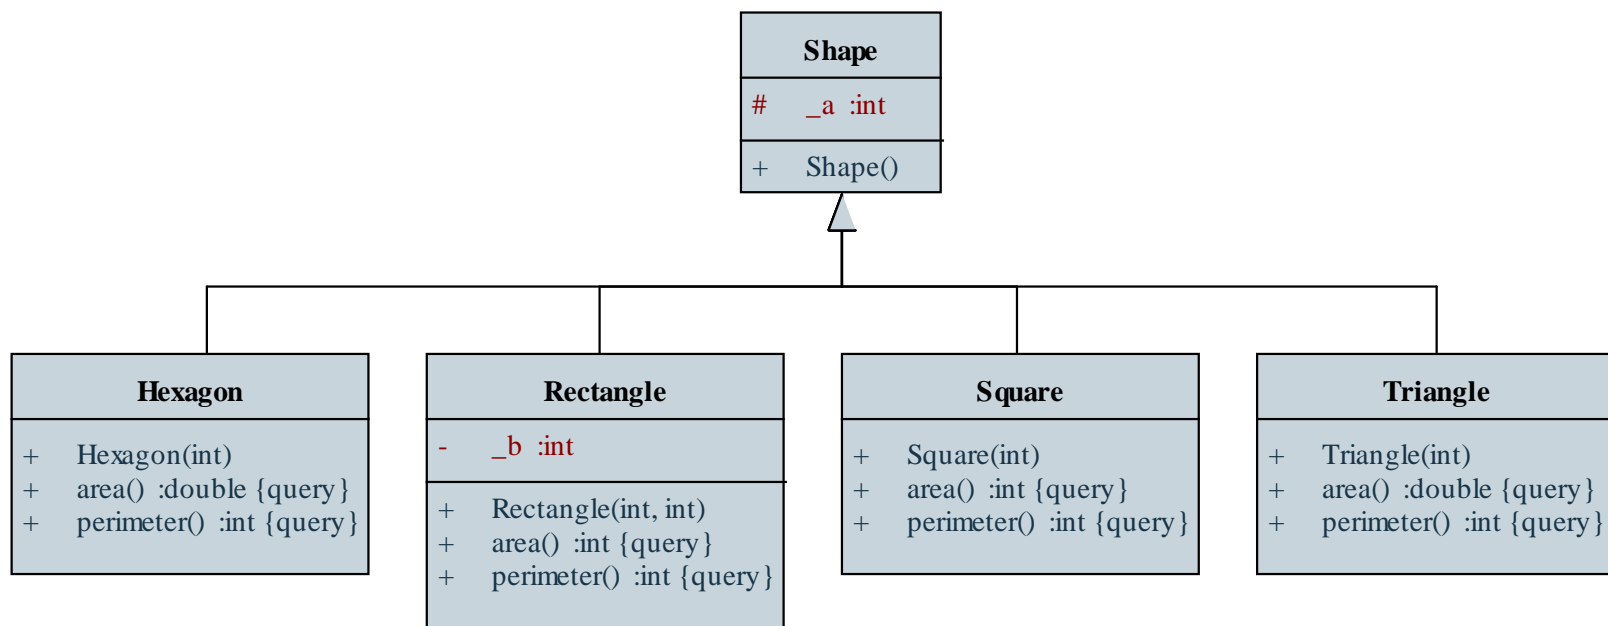 Shape
# _a :int
+ Shape()
Hexagon
+ Hexagon(int)
+ area() :double {query}
+ perimeter() :int {query}
Rectangle
- _b :int
+ Rectangle(int, int)
+ area() :int {query}
+ perimeter() :int {query}
Square
+ Square(int)
+ area() :int {query}
+ perimeter() :int {query}
Triangle
+ Triangle(int)
+ area() :double {query}
+ perimeter() :int {query}